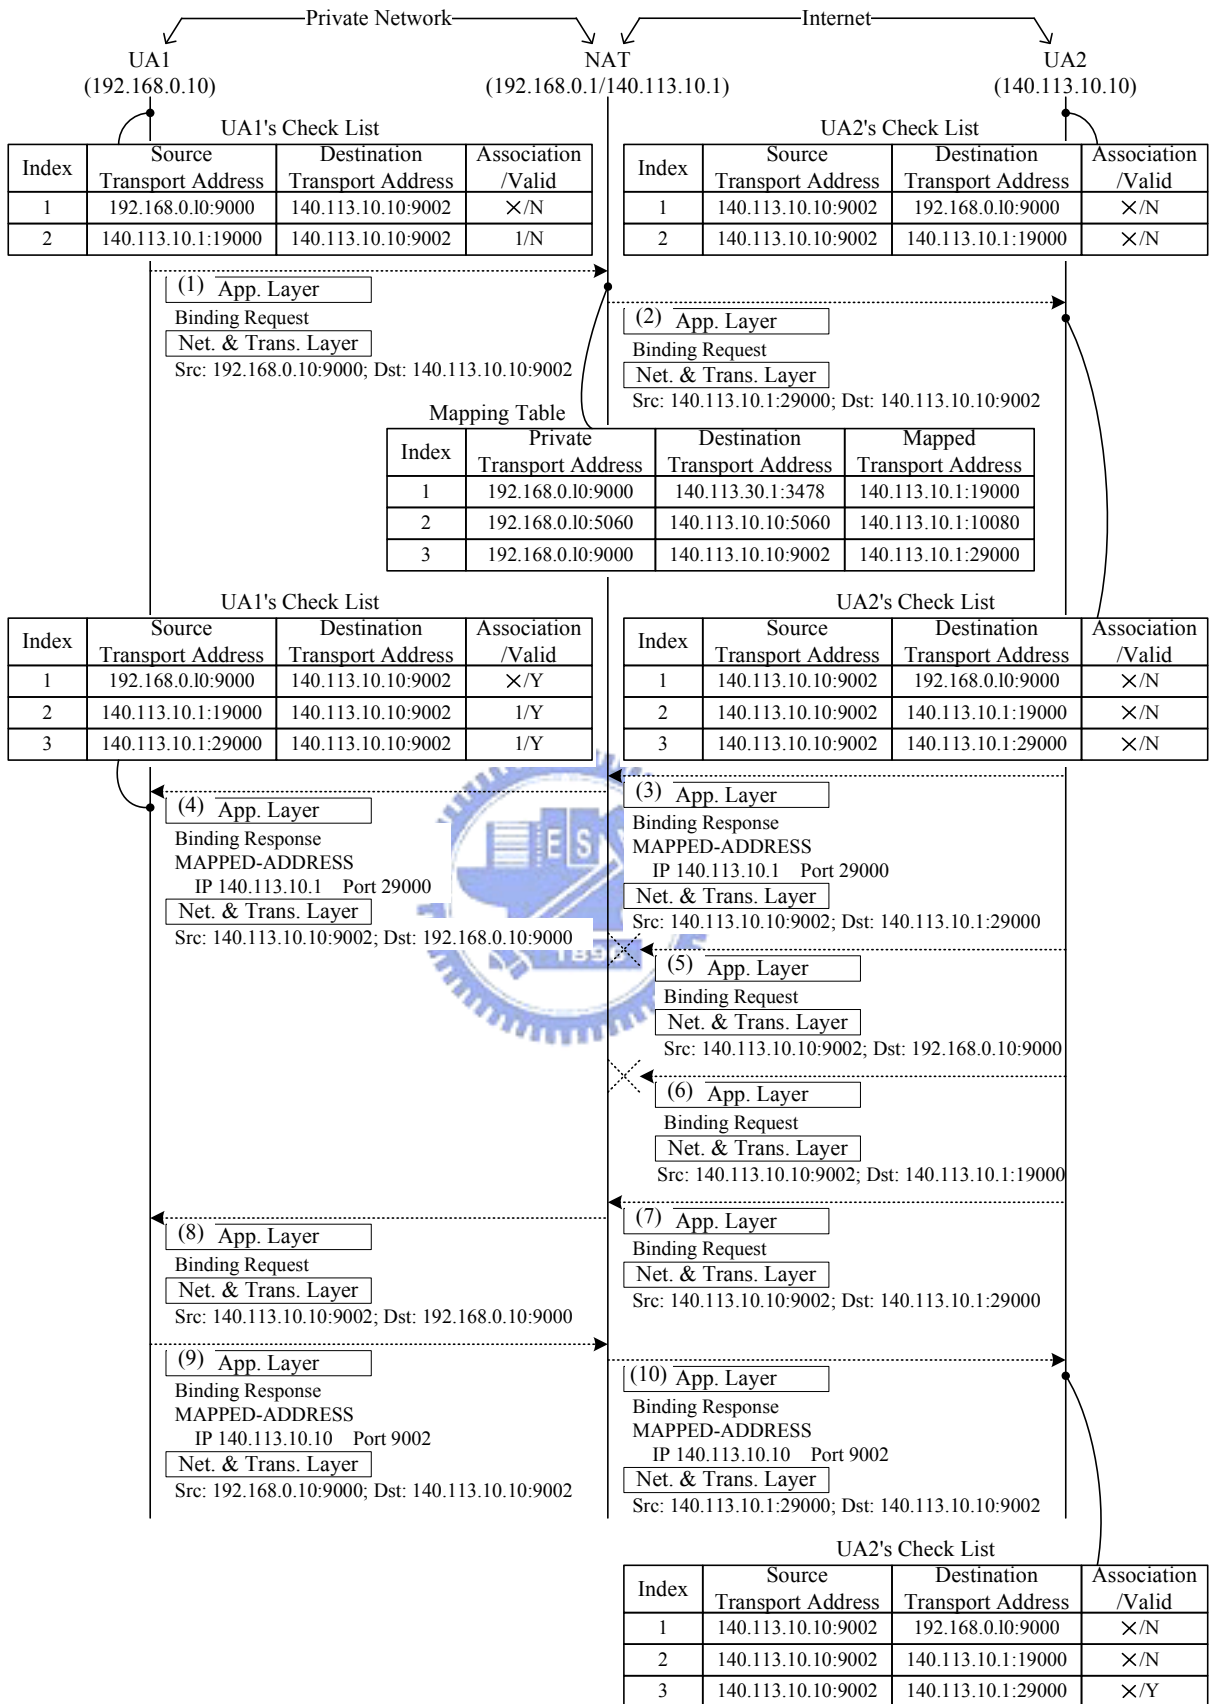 Private Network
Internet
UA1
(192.168.0.10)
NAT
(192.168.0.1/140.113.10.1)
UA2
(140.113.10.10)
UA1's Check List
Index Source Transport Address Destination Transport Address Association /Valid
1 192.168.0.l0:9000 140.113.10.10:9002 ×/N
2 140.113.10.1:19000 140.113.10.10:9002 1/N
UA2's Check List
Index Source Transport Address Destination Transport Address Association /Valid
1 140.113.10.10:9002 192.168.0.l0:9000 ×/N
2 140.113.10.10:9002 140.113.10.1:19000 ×/N
(1) App. Layer
Binding Request
Net. & Trans. Layer
Src: 192.168.0.10:9000; Dst: 140.113.10.10:9002
(2) App. Layer
Binding Request
Net. & Trans. Layer
Src: 140.113.10.1:29000; Dst: 140.113.10.10:9002
Mapping Table
Index Private Transport Address Destination Transport Address Mapped Transport Address
1 192.168.0.l0:9000 140.113.30.1:3478 140.113.10.1:19000
2 192.168.0.l0:5060 140.113.10.10:5060 140.113.10.1:10080
3 192.168.0.l0:9000 140.113.10.10:9002 140.113.10.1:29000
UA1's Check List
Index Source Transport Address Destination Transport Address Association /Valid
1 192.168.0.l0:9000 140.113.10.10:9002 ×/Y
2 140.113.10.1:19000 140.113.10.10:9002 1/Y
3 140.113.10.1:29000 140.113.10.10:9002 1/Y
UA2's Check List
Index Source Transport Address Destination Transport Address Association /Valid
1 140.113.10.10:9002 192.168.0.l0:9000 ×/N
2 140.113.10.10:9002 140.113.10.1:19000 ×/N
3 140.113.10.10:9002 140.113.10.1:29000 ×/N
(3) App. Layer
Binding Response
MAPPED-ADDRESS
IP 140.113.10.1 Port 29000
Net. & Trans. Layer
Src: 140.113.10.10:9002; Dst: 140.113.10.1:29000
(4) App. Layer
Binding Response
MAPPED-ADDRESS
IP 140.113.10.1 Port 29000
Net. & Trans. Layer
Src: 140.113.10.10:9002; Dst: 192.168.0.10:9000
ES
(5) App. Layer
Binding Request
Net. & Trans. Layer
Src: 140.113.10.10:9002; Dst: 192.168.0.10:9000
(6) App. Layer
Binding Request
Net. & Trans. Layer
Src: 140.113.10.10:9002; Dst: 140.113.10.1:19000
(7) App. Layer
Binding Request
Net. & Trans. Layer
Src: 140.113.10.10:9002; Dst: 140.113.10.1:29000
(8) App. Layer
Binding Request
Net. & Trans. Layer
Src: 140.113.10.10:9002; Dst: 192.168.0.10:9000
(9) App. Layer
Binding Response
MAPPED-ADDRESS
IP 140.113.10.10 Port 9002
Net. & Trans. Layer
Src: 192.168.0.10:9000; Dst: 140.113.10.10:9002
(10) App. Layer
Binding Response
MAPPED-ADDRESS
IP 140.113.10.10 Port 9002
Net. & Trans. Layer
Src: 140.113.10.1:29000; Dst: 140.113.10.10:9002
UA2's Check List
Index Source Transport Address Destination Transport Address Association /Valid
1 140.113.10.10:9002 192.168.0.l0:9000 ×/N
2 140.113.10.10:9002 140.113.10.1:19000 ×/N
3 140.113.10.10:9002 140.113.10.1:29000 ×/Y